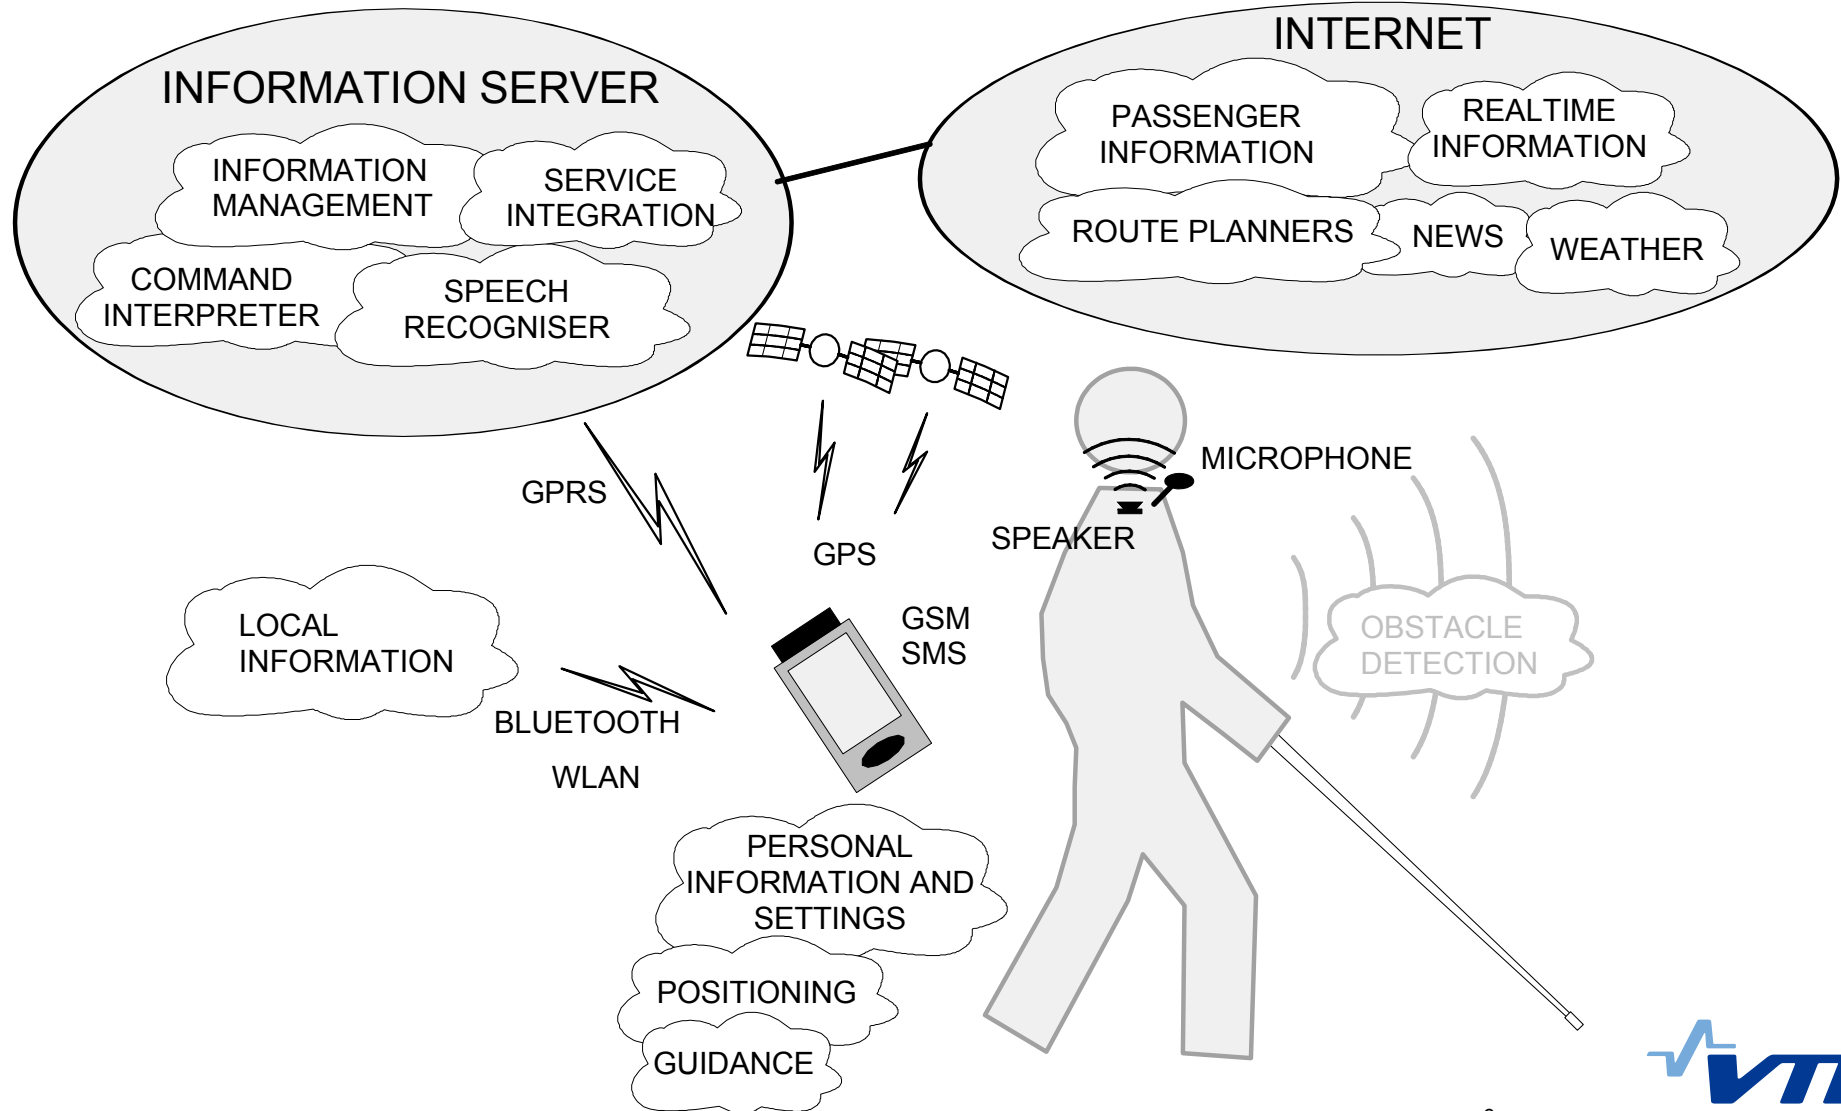 INFORMATION SERVER
INFORMATION
MANAGEMENT
SERVICE
INTEGRATION
COMMAND
INTERPRETER
SPEECH
RECOGNISER
INTERNET
PASSENGER
INFORMATION
REALTIME
INFORMATION
ROUTE PLANNERS
NEWS
WEATHER
GPRS
GPS
MICROPHONE
SPEAKER
GSM
SMS
LOCAL
INFORMATION
BLUETOOTH
WLAN
OBSTACLE
DETECTION
PERSONAL
INFORMATION AND
SETTINGS
POSITIONING
GUIDANCE